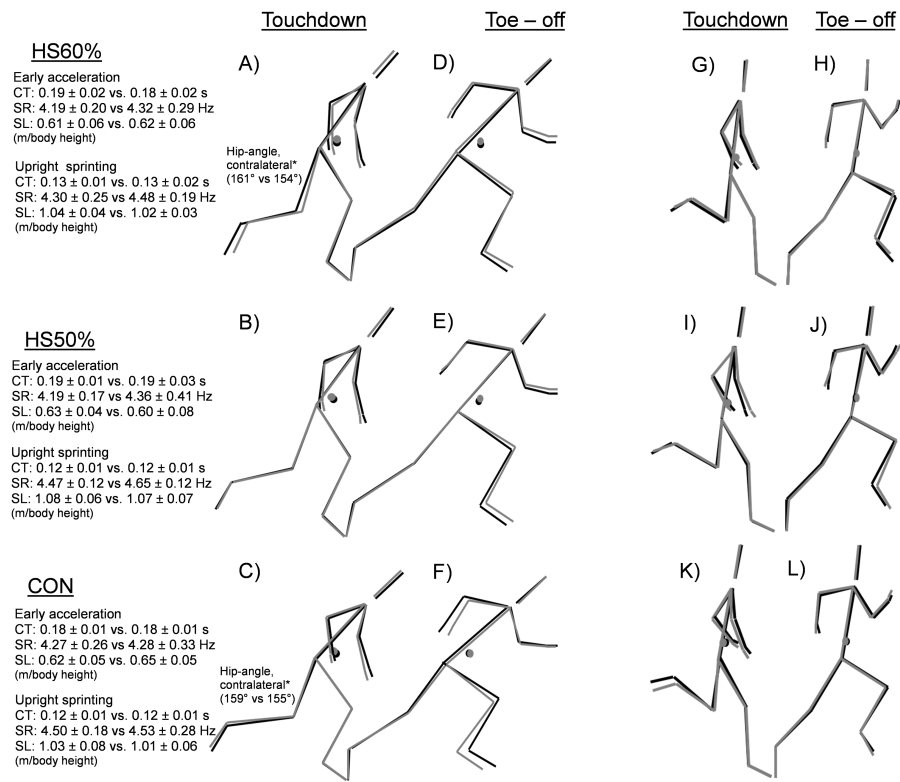 Touchdown
Toe – off
Touchdown
Toe – off
HS60%
Early acceleration
CT: 0.19 ± 0.02 vs. 0.18 ± 0.02 s
SR: 4.19 ± 0.20 vs 4.32 ± 0.29 Hz
SL: 0.61 ± 0.06 vs. 0.62 ± 0.06
(m/body height)
Upright sprinting
CT: 0.13 ± 0.01 vs. 0.13 ± 0.02 s
SR: 4.30 ± 0.25 vs 4.48 ± 0.19 Hz
SL: 1.04 ± 0.04 vs. 1.02 ± 0.03
(m/body height)
A)
D)
G)
H)
Hip-angle,
contralateral*
(161° vs 154°)
HS50%
Early acceleration
CT: 0.19 ± 0.01 vs. 0.19 ± 0.03 s
SR: 4.19 ± 0.17 vs 4.36 ± 0.41 Hz
SL: 0.63 ± 0.04 vs. 0.60 ± 0.08
(m/body height)
Upright sprinting
CT: 0.12 ± 0.01 vs. 0.12 ± 0.01 s
SR: 4.47 ± 0.12 vs 4.65 ± 0.12 Hz
SL: 1.08 ± 0.06 vs. 1.07 ± 0.07
(m/body height)
B)
E)
I)
J)
CON
Early acceleration
CT: 0.18 ± 0.01 vs. 0.18 ± 0.01 s
SR: 4.27 ± 0.26 vs 4.28 ± 0.33 Hz
SL: 0.62 ± 0.05 vs. 0.65 ± 0.05
(m/body height)
Upright sprinting
CT: 0.12 ± 0.01 vs. 0.12 ± 0.01 s
SR: 4.50 ± 0.18 vs 4.53 ± 0.28 Hz
SL: 1.03 ± 0.08 vs. 1.01 ± 0.06
(m/body height)
C)
F)
K)
L)
Hip-angle,
contralateral*
(159° vs 155°)